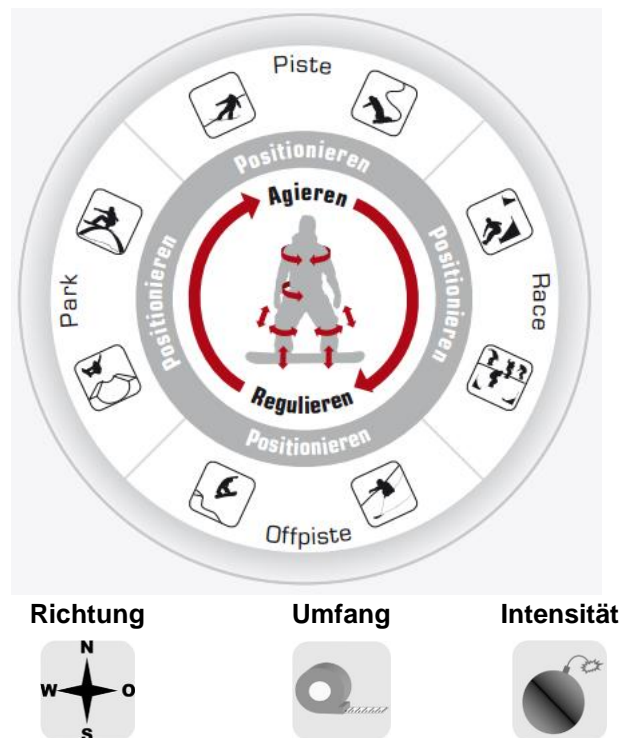 Piste
Positionieren
Agieren
Park
Positionieren
Positionieren
Race
Regulieren
Positionieren
Offpiste
Richtung Umfang Intensität
N
W O
S